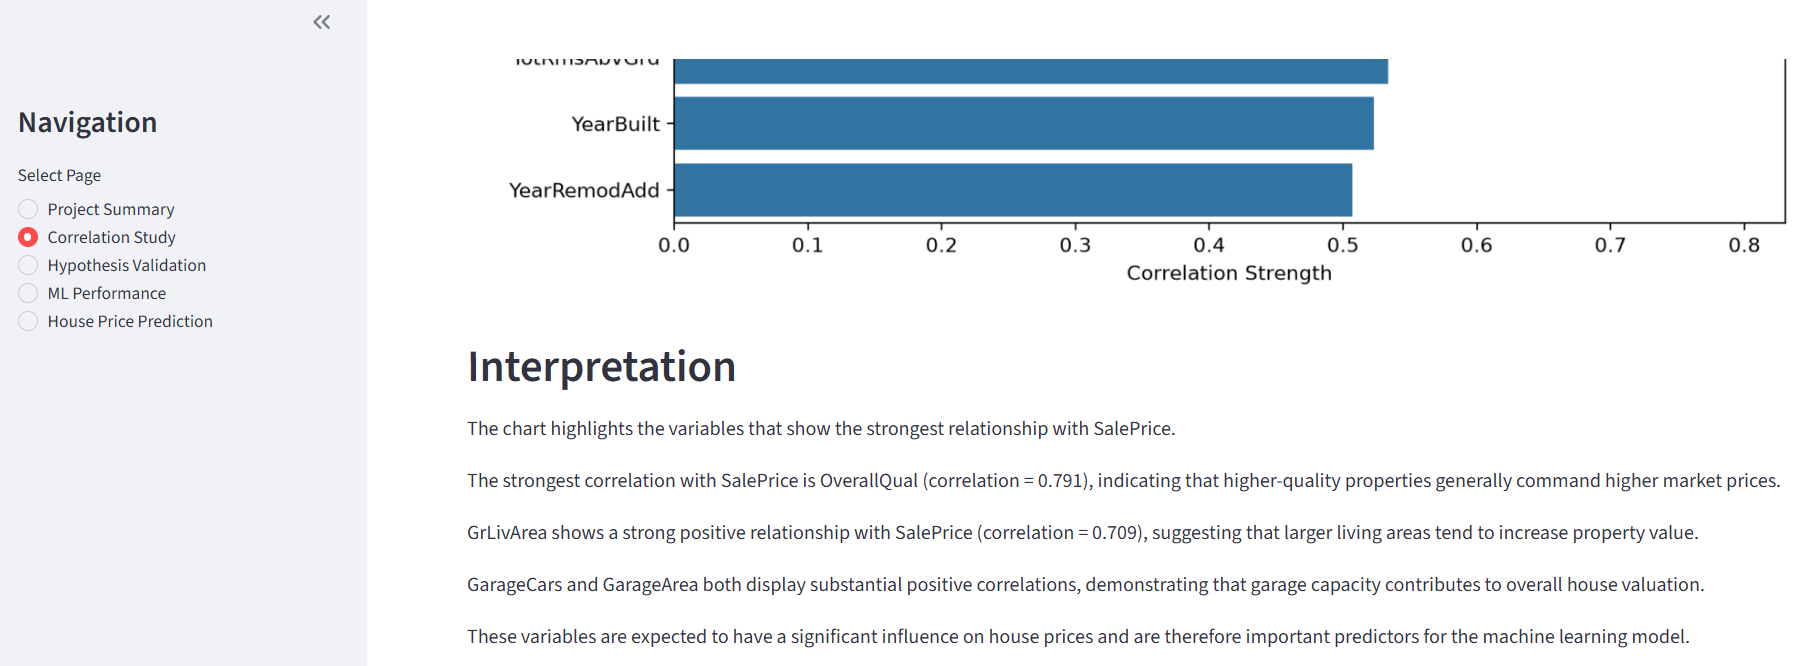 Navigation
Select Page
Project Summary
Correlation Study
Hypothesis Validation
ML Performance
House Price Prediction
TotRmsAbvGrd
YearBuilt
YearRemodAdd
0.0 0.1 0.2 0.3 0.4 0.5 0.6 0.7 0.8
Correlation Strength
Interpretation
The chart highlights the variables that show the strongest relationship with SalePrice.
The strongest correlation with SalePrice is OverallQual (correlation = 0.791), indicating that higher-quality properties generally command higher market prices.
GrLivArea shows a strong positive relationship with SalePrice (correlation = 0.709), suggesting that larger living areas tend to increase property value.
GarageCars and GarageArea both display substantial positive correlations, demonstrating that garage capacity contributes to overall house valuation.
These variables are expected to have a significant influence on house prices and are therefore important predictors for the machine learning model.